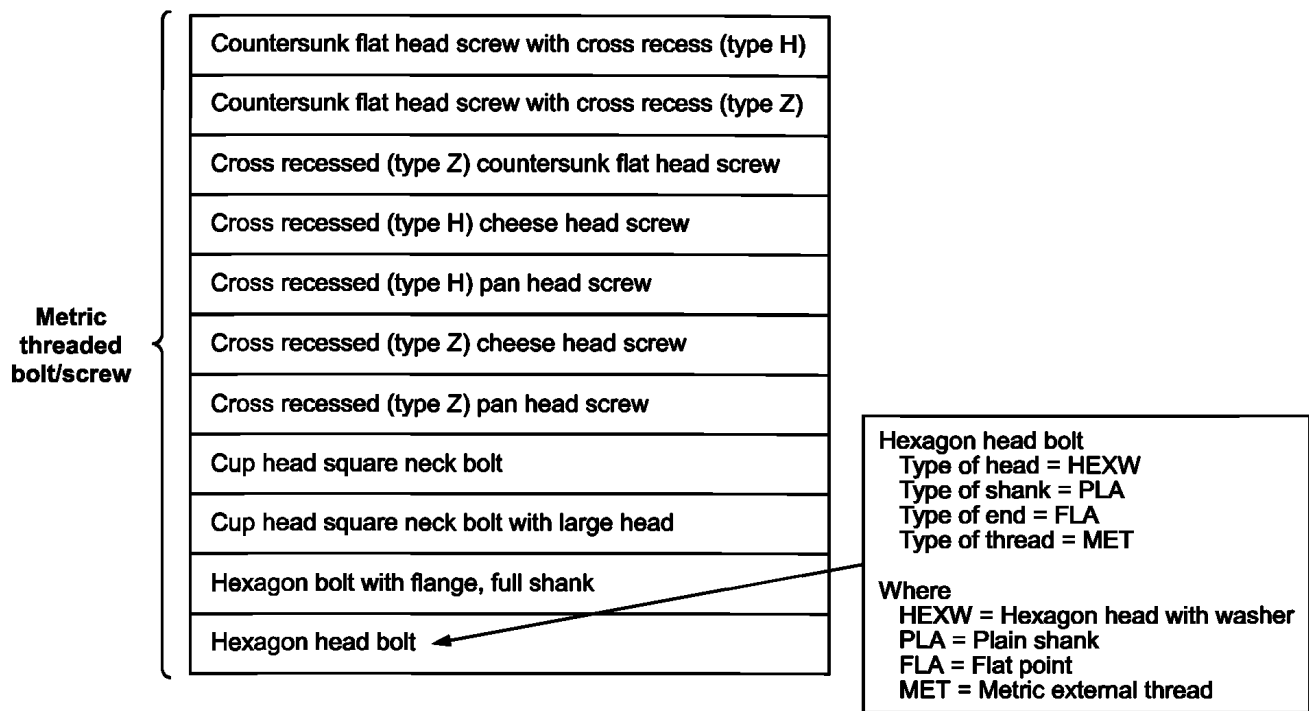 Metric
threaded
bolt/screw
Countersunk flat head screw with cross recess (type H)
Countersunk flat head screw with cross recess (type Z)
Cross recessed (type Z) countersunk flat head screw
Cross recessed (type H) cheese head screw
Cross recessed (type H) pan head screw
Cross recessed (type Z) cheese head screw
Cross recessed (type Z) pan head screw
Cup head square neck bolt
Cup head square neck bolt with large head
Hexagon bolt with flange, full shank
Hexagon head bolt
Hexagon head bolt
Type of head = HEXW
Type of shank = PLA
Type of end = FLA
Type of thread = MET
Where
HEXW = Hexagon head with washer
PLA = Plain shank
FLA = Flat point
MET = Metric external thread